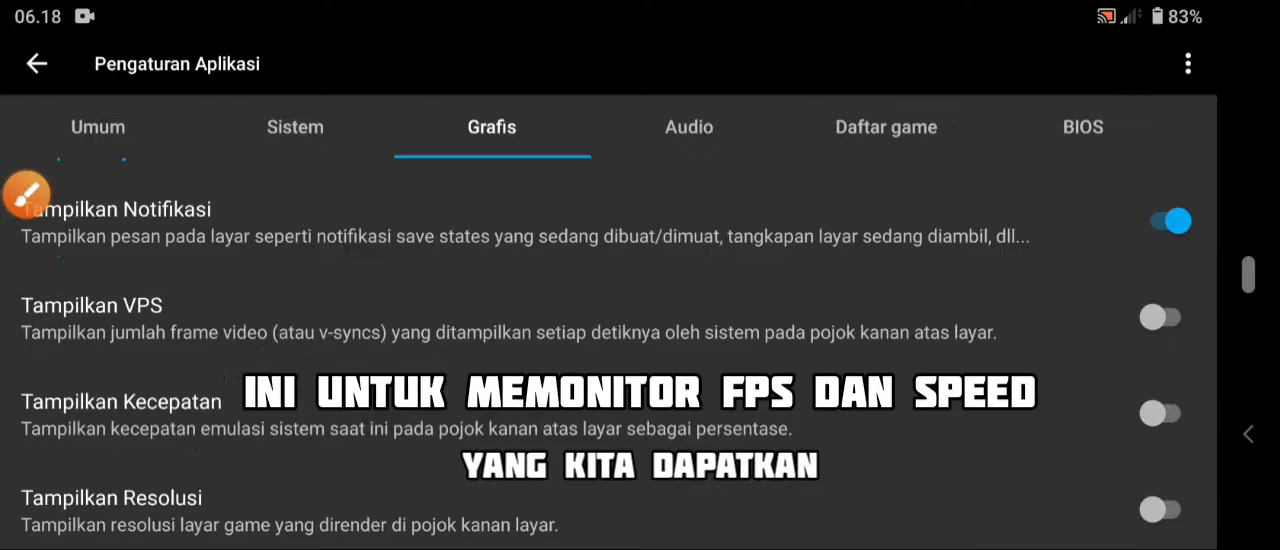 06.18
83%
Pengaturan Aplikasi
Umum
Sistem
Grafis
Audio
Daftar game
BIOS
Tampilkan Notifikasi
Tampilkan pesan pada layar seperti notifikasi save states yang sedang dibuat/dimuat, tangkapan layar sedang diambil, dll...
Tampilkan VPS
Tampilkan jumlah frame video (atau v-syncs) yang ditampilkan setiap detiknya oleh sistem pada pojok kanan atas layar.
INI UNTUK MEMONITOR FPS DAN SPEED
Tampilkan Kecepatan
Tampilkan kecepatan emulasi sistem saat ini pada pojok kanan atas layar sebagai persentase.
YANG KITA DAPATKAN
Tampilkan Resolusi
Tampilkan resolusi layar game yang dirender di pojok kanan layar.